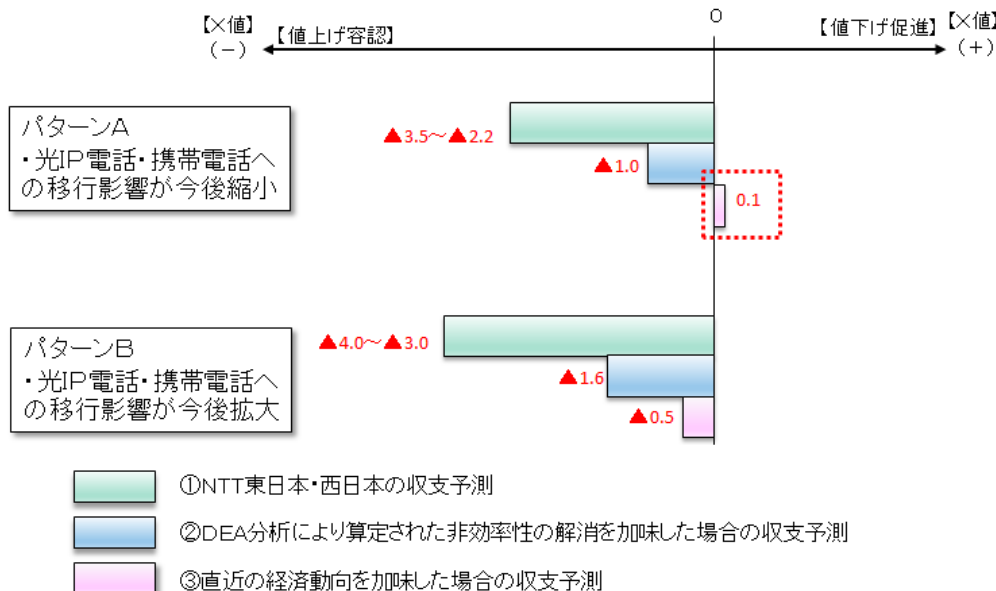 【X値】
(－)
【値上げ容認】
0
【値下げ促進】
【X値】
(＋)
パターンA
・光IP電話・携帯電話へ
の移行影響が今後縮小
▲3.5～▲2.2
▲1.0
0.1
パターンB
・光IP電話・携帯電話へ
の移行影響が今後拡大
▲4.0～▲3.0
▲1.6
▲0.5
①NTT東日本・西日本の収支予測
②DEA分析により算定された非効率性の解消を加味した場合の収支予測
③直近の経済動向を加味した場合の収支予測